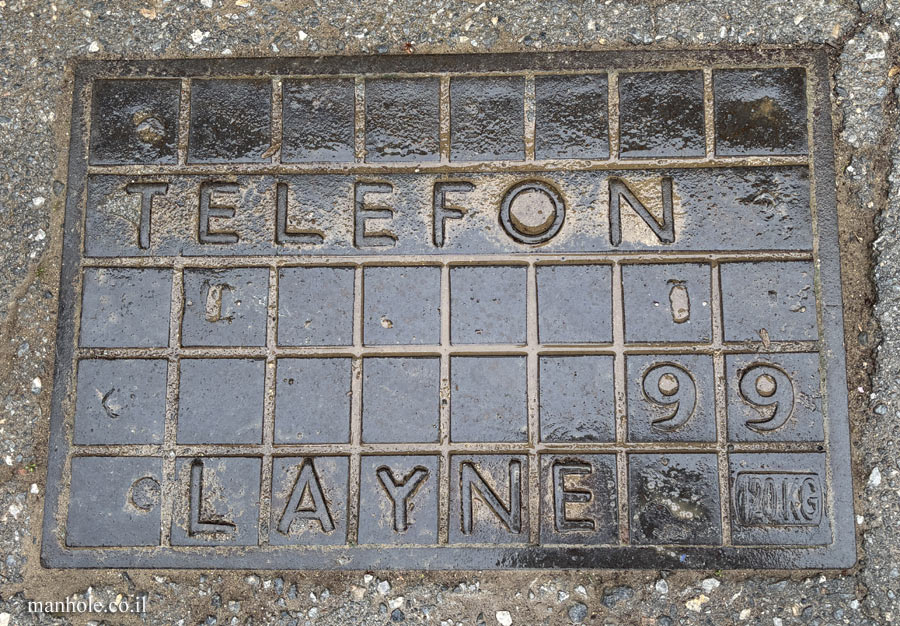 TELEFON
99
LAYNE
120KG
manhole.co.il